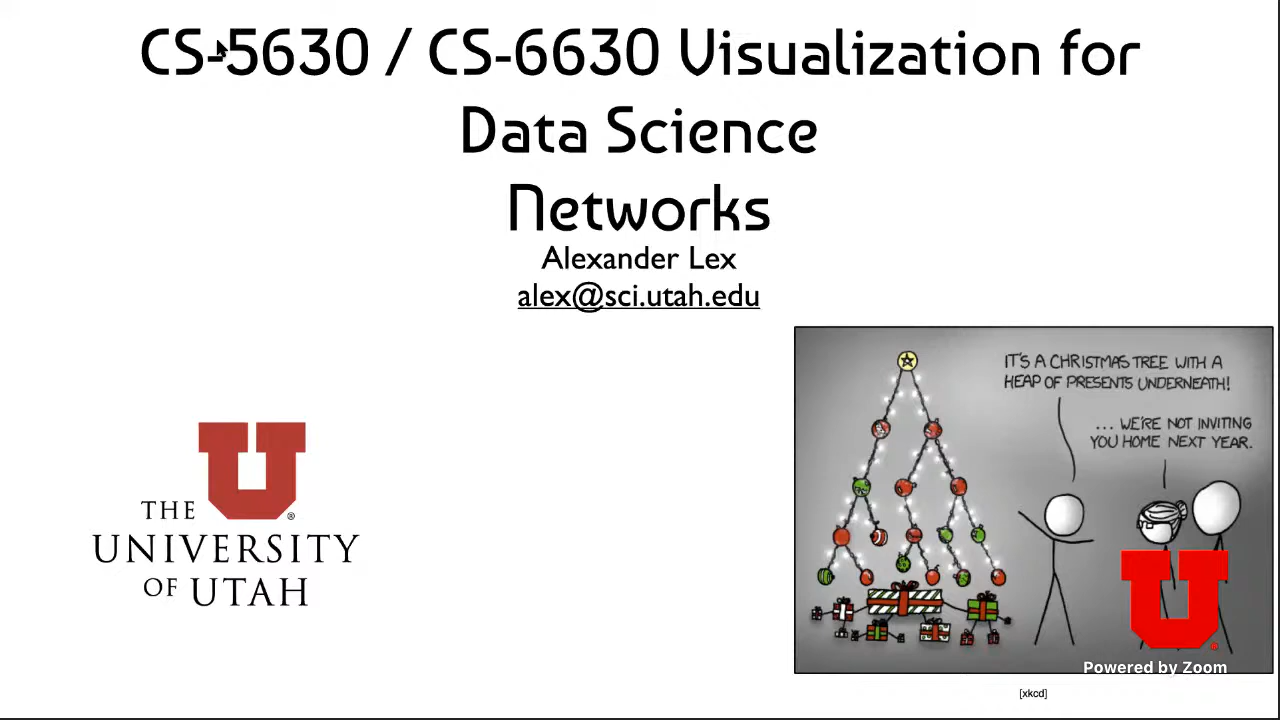 CS-5630 / CS-6630 Visualization for
Data Science
Networks
Alexander Lex
alex@sci.utah.edu
IT'S A CHRISTMAS TREE WITH A
HEAP OF PRESENTS UNDERNEATH!
... WE'RE NOT INVITING
YOU HOME NEXT YEAR.
U®
THE
UNIVERSITY
OF UTAH
U®
Powered by Zoom
[xkcd]